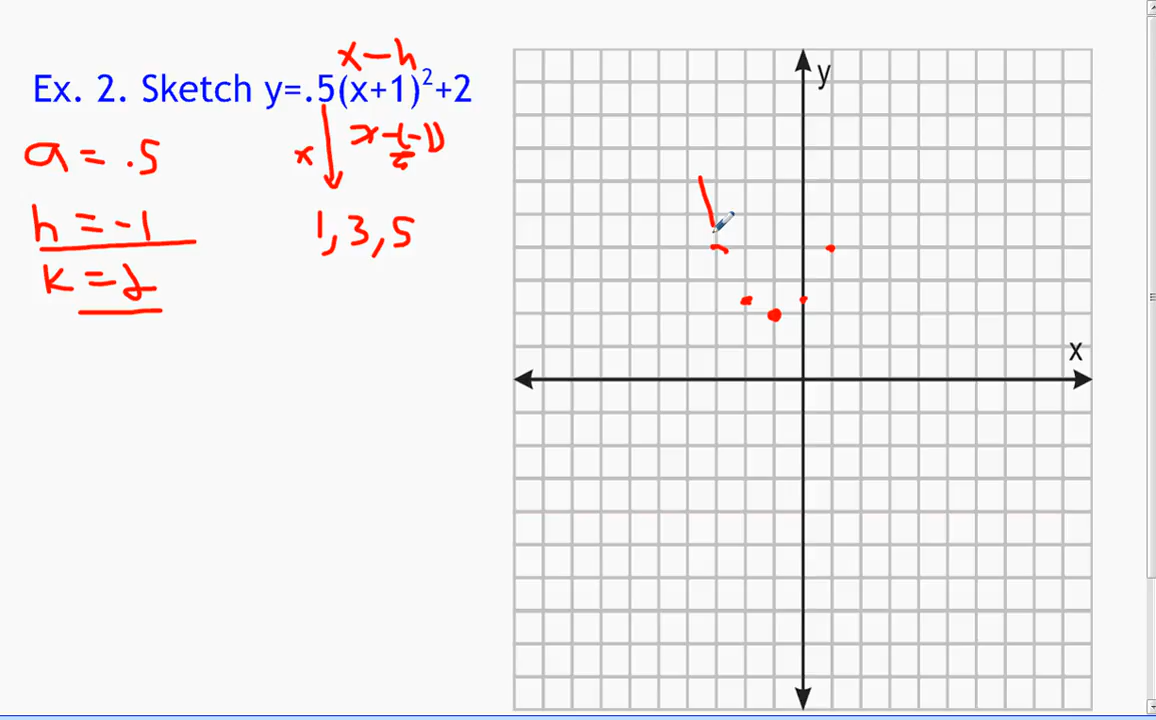 x-h
Ex. 2. Sketch y=.5(x+1)²+2
a = .5
x
x-(-1)
h = -1
1,3,5
k = 2
y
x